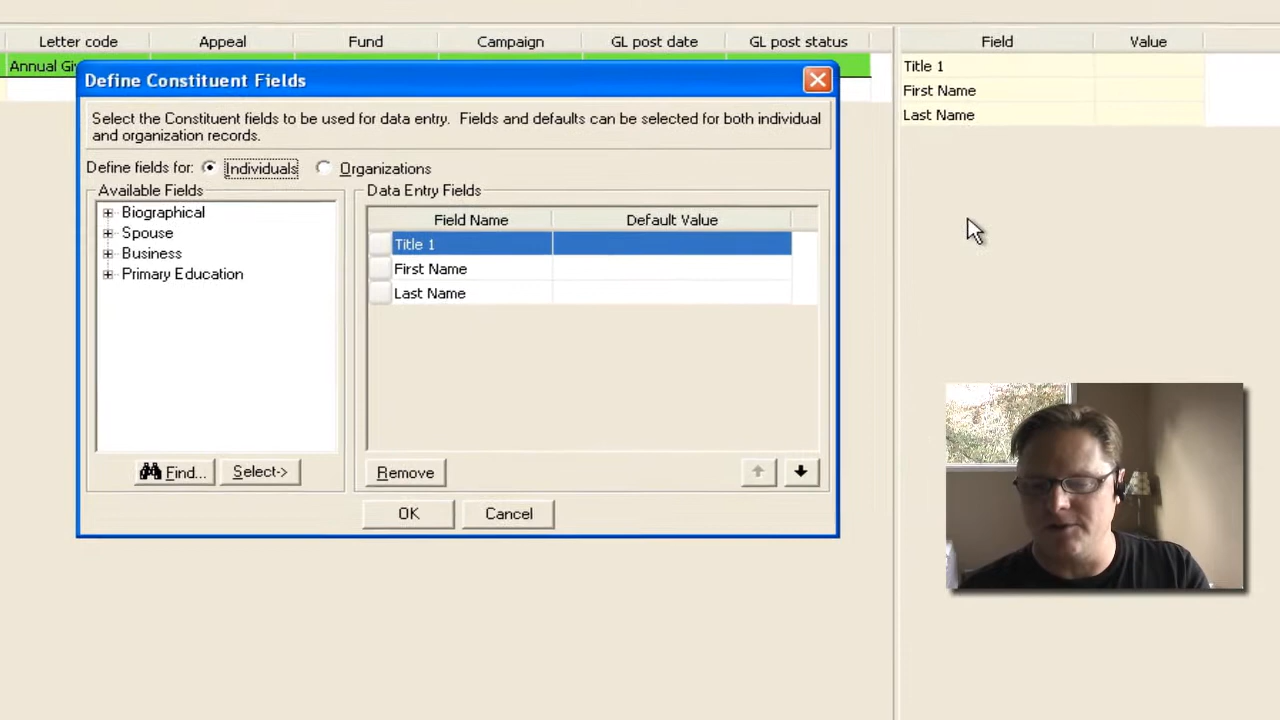 Letter code Appeal Fund Campaign GL post date GL post status Field Value
Annual Gi Title 1
First Name
Last Name
Define Constituent Fields
Select the Constituent fields to be used for data entry. Fields and defaults can be selected for both individual
and organization records.
Define fields for: Individuals Organizations
Available Fields
Biographical
Spouse
Business
Primary Education
Find... Select->
Data Entry Fields
Field Name Default Value
Title 1
First Name
Last Name
Remove
OK Cancel